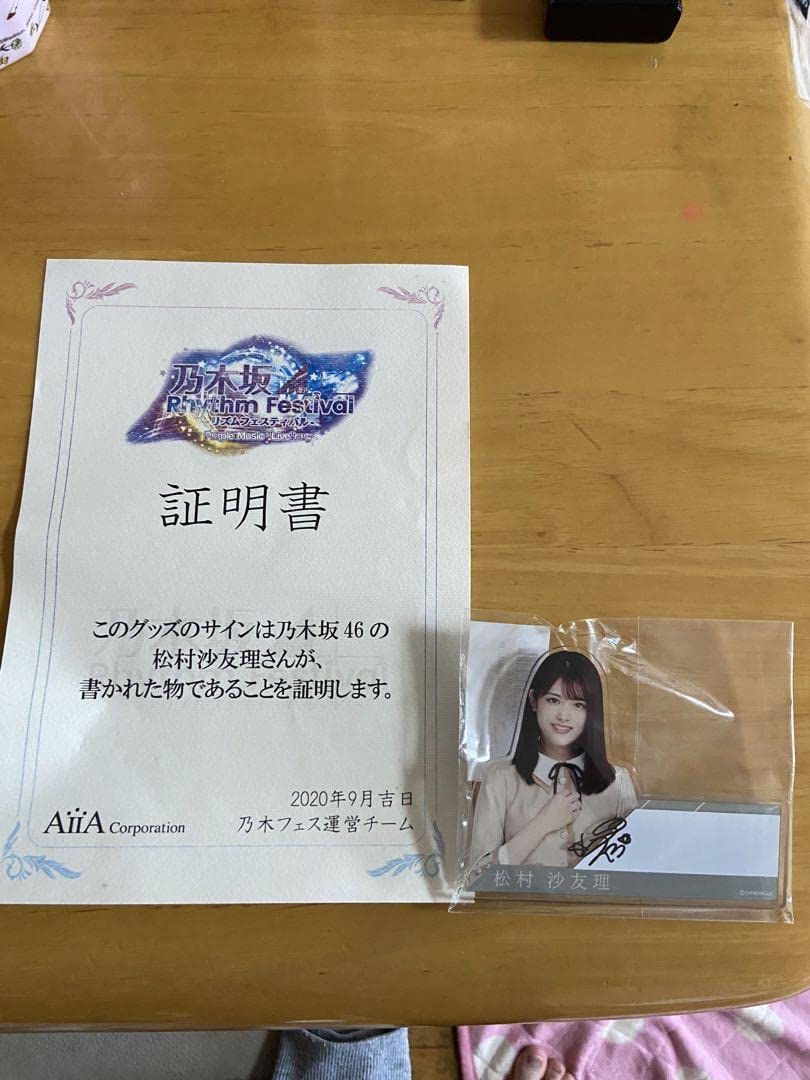 乃木坂46
Rhythm Festival
-リズムフェスティバル-
証明書
このグッズのサインは乃木坂46の
松村沙友理さんが、
書かれた物であることを証明します。
2020年9月吉日
AiiA Corporation
乃木フェス運営チーム
松村 沙友理